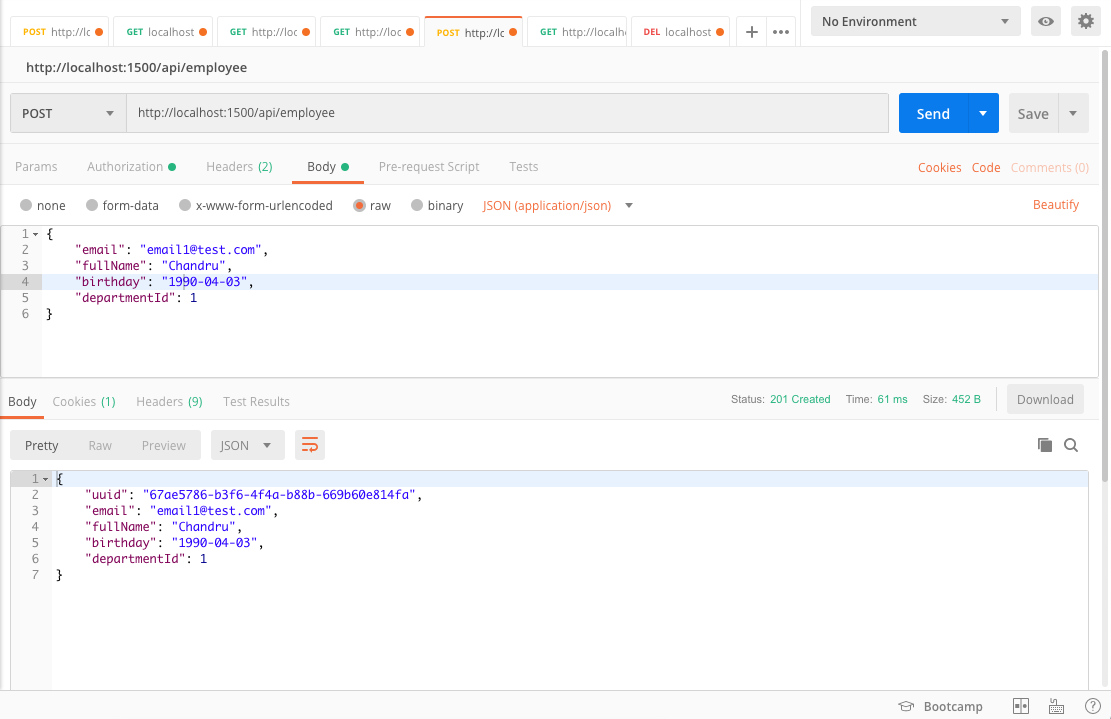 POST http://lc GET localhost GET http://loc GET http://loc POST http://lc GET http://localh DEL localhost + ••• No Environment
http://localhost:1500/api/employee
POST http://localhost:1500/api/employee Send Save
Params Authorization Headers (2) Body Pre-request Script Tests Cookies Code Comments (0)
none form-data x-www-form-urlencoded raw binary JSON (application/json) Beautify
1 {
2 "email": "email1@test.com",
3 "fullName": "Chandru",
4 "birthday": "1990-04-03",
5 "departmentId": 1
6 }
Body Cookies (1) Headers (9) Test Results Status: 201 Created Time: 61 ms Size: 452 B Download
Pretty Raw Preview JSON
1 {
2 "uuid": "67ae5786-b3f6-4f4a-b88b-669b60e814fa",
3 "email": "email1@test.com",
4 "fullName": "Chandru",
5 "birthday": "1990-04-03",
6 "departmentId": 1
7 }
Bootcamp ?